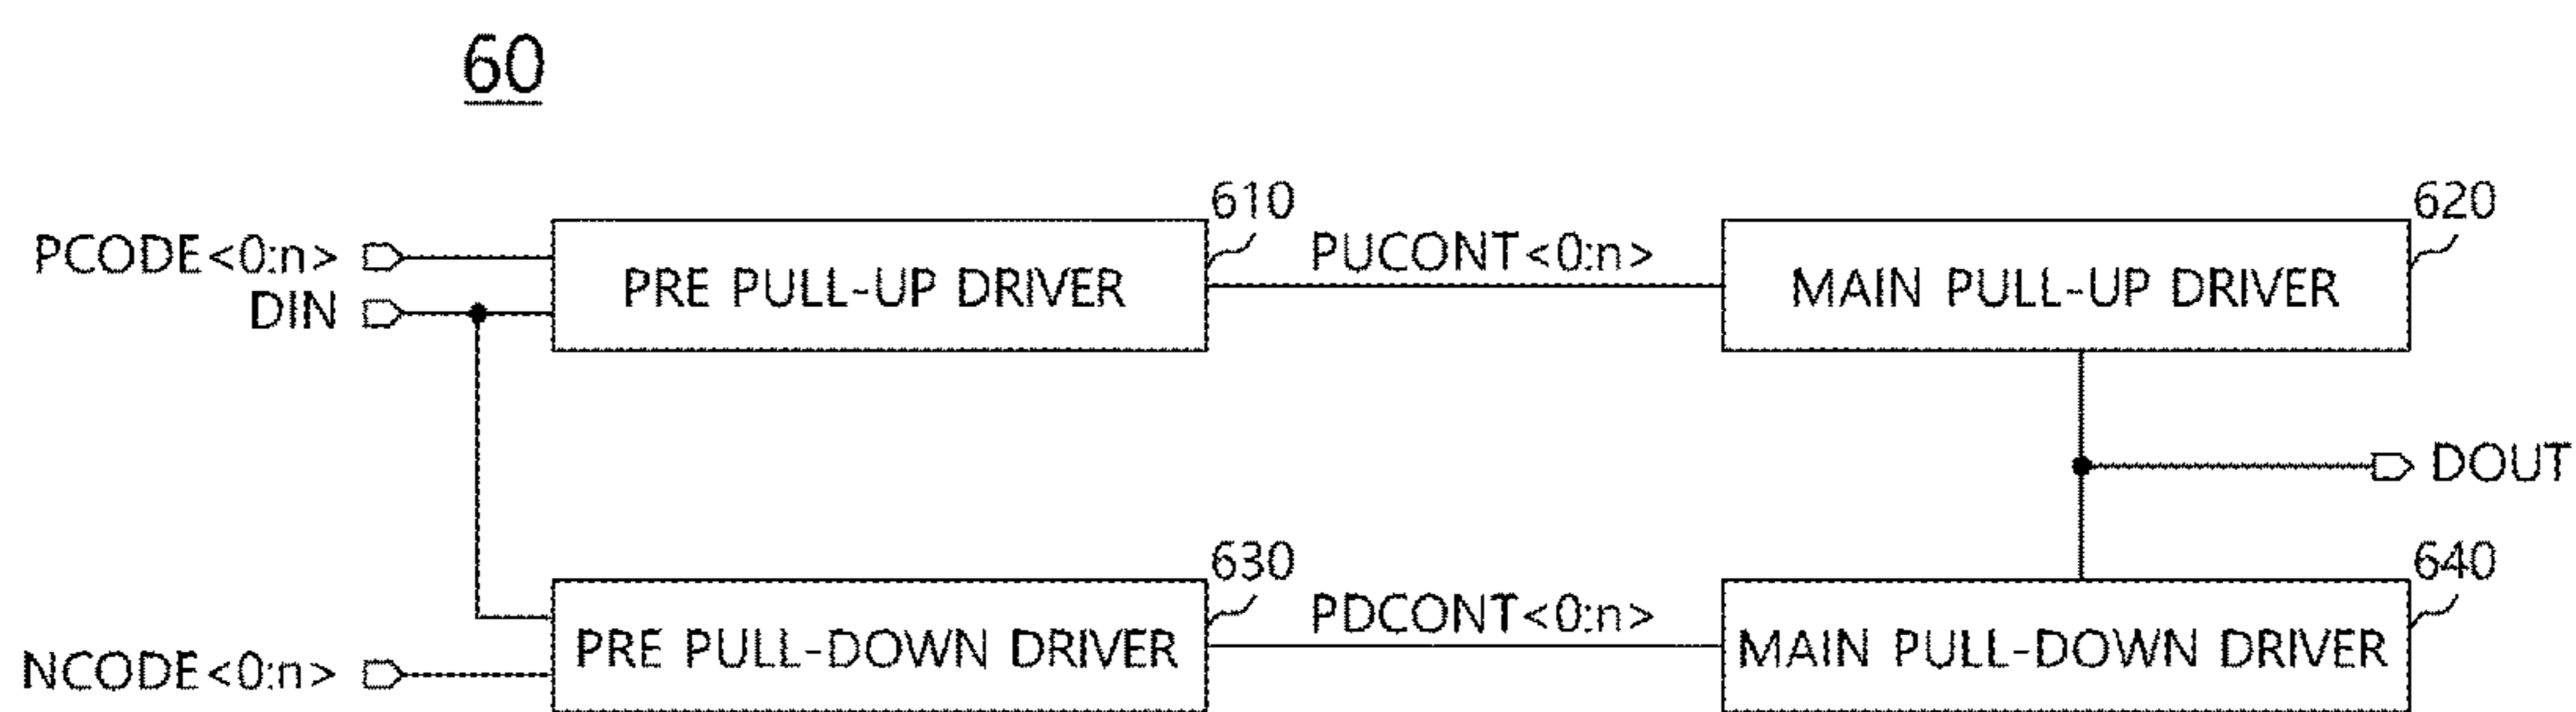 60
610
620
PCODE<0:n>
PRE PULL-UP DRIVER
PUCONT<0:n>
MAIN PULL-UP DRIVER
DIN
DOUT
630
640
NCODE<0:n>
PRE PULL-DOWN DRIVER
PDCONT<0:n>
MAIN PULL-DOWN DRIVER